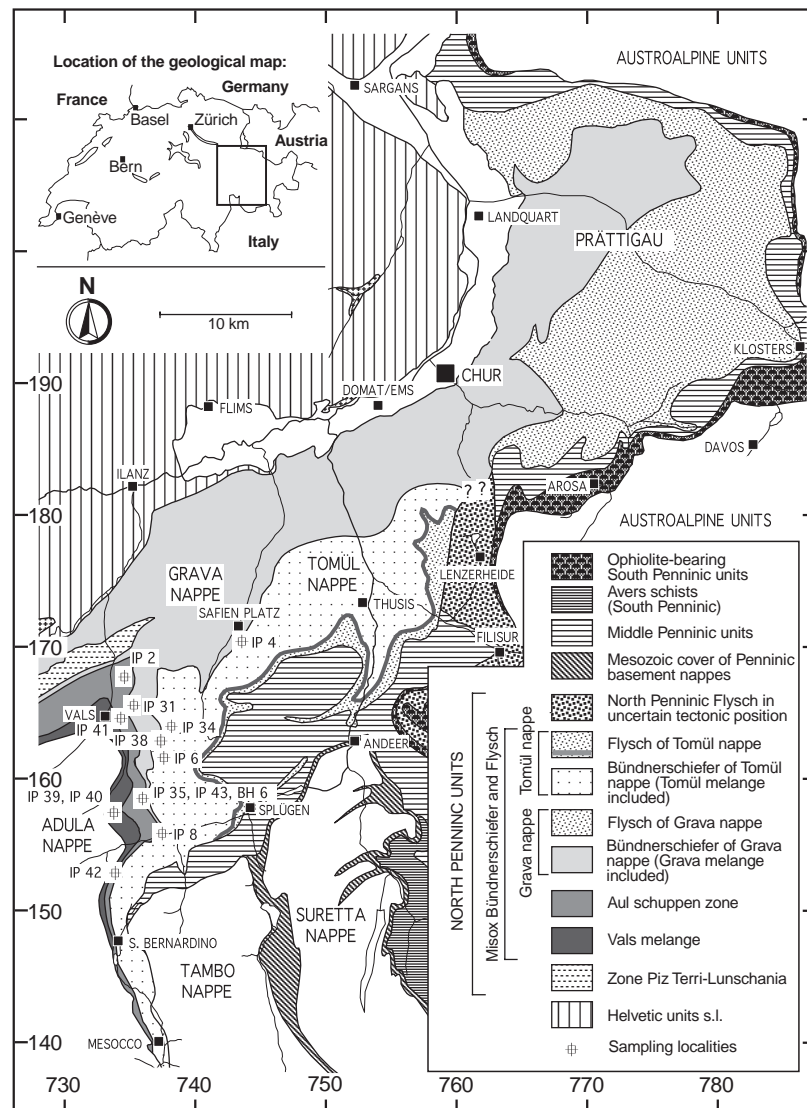 Location of the geological map:
France
Germany
Basel
Zürich
Austria
Bern
Genève
Italy
N
10 km
AUSTROALPINE UNITS
SARGANS
LANDQUART
PRÄTTIGAU
KLOSTERS
CHUR
DOMAT/EMS
FLIMS
DAVOS
ILANZ
AROSA
? ?
AUSTROALPINE UNITS
GRAVA
NAPPE
TOMÜL
NAPPE
LENZERHEIDE
SAFIEN PLATZ
THUSIS
IP 4
FILISUR
IP 2
VALS
IP 31
IP 41
IP 34
IP 38
ANDEER
IP 6
IP 39, IP 40
IP 35, IP 43, BH 6
SPLÜGEN
ADULA
NAPPE
IP 8
IP 42
SURETTA
NAPPE
S. BERNARDINO
TAMBO
NAPPE
MESOCCO
190
180
170
160
150
140
730
740
750
760
770
780
Ophiolite-bearing
South Penninic units
Avers schists
(South Penninic)
Middle Penninic units
Mesozoic cover of Penninic
basement nappes
North Penninic Flysch in
uncertain tectonic position
Flysch of Tomül nappe
Bündnerschiefer of Tomül
nappe (Tomül melange
included)
Flysch of Grava nappe
Bündnerschiefer of Grava
nappe (Grava melange
included)
Aul schuppen zone
Vals melange
Zone Piz Terri-Lunschania
Helvetic units s.l.
Sampling localities
NORTH PENNINC UNITS
Misox Bündnerschiefer and Flysch
Tomül nappe
Grava nappe